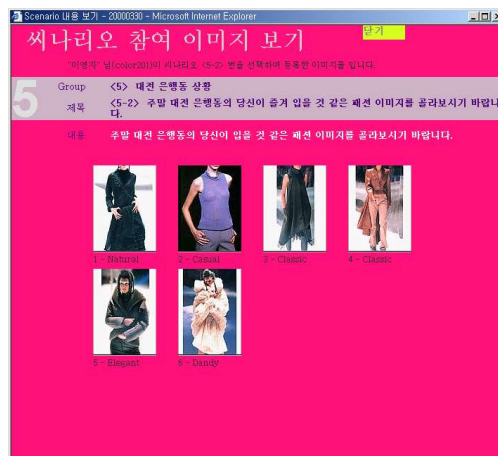 Scenario 내용 보기 - 20000330 - Microsoft Internet Explorer
씨나리오 참여 이미지 보기
닫기
"이영자" 님(color201)의 씨나리오 <5-2> 번을 선택하여 등록한 이미지들 입니다.
5
Group <5> 대전 은행동 상황
제목 <5-2> 주말 대전 은행동의 당신이 즐겨 입을 것 같은 패션 이미지를 골라보시기 바랍니다.
내용 주말 대전 은행동의 당신이 입을 것 같은 패션 이미지를 골라보시기 바랍니다.
1 - Natural
2 - Casual
3 - Classic
4 - Classic
5 - Elegant
6 - Dandy